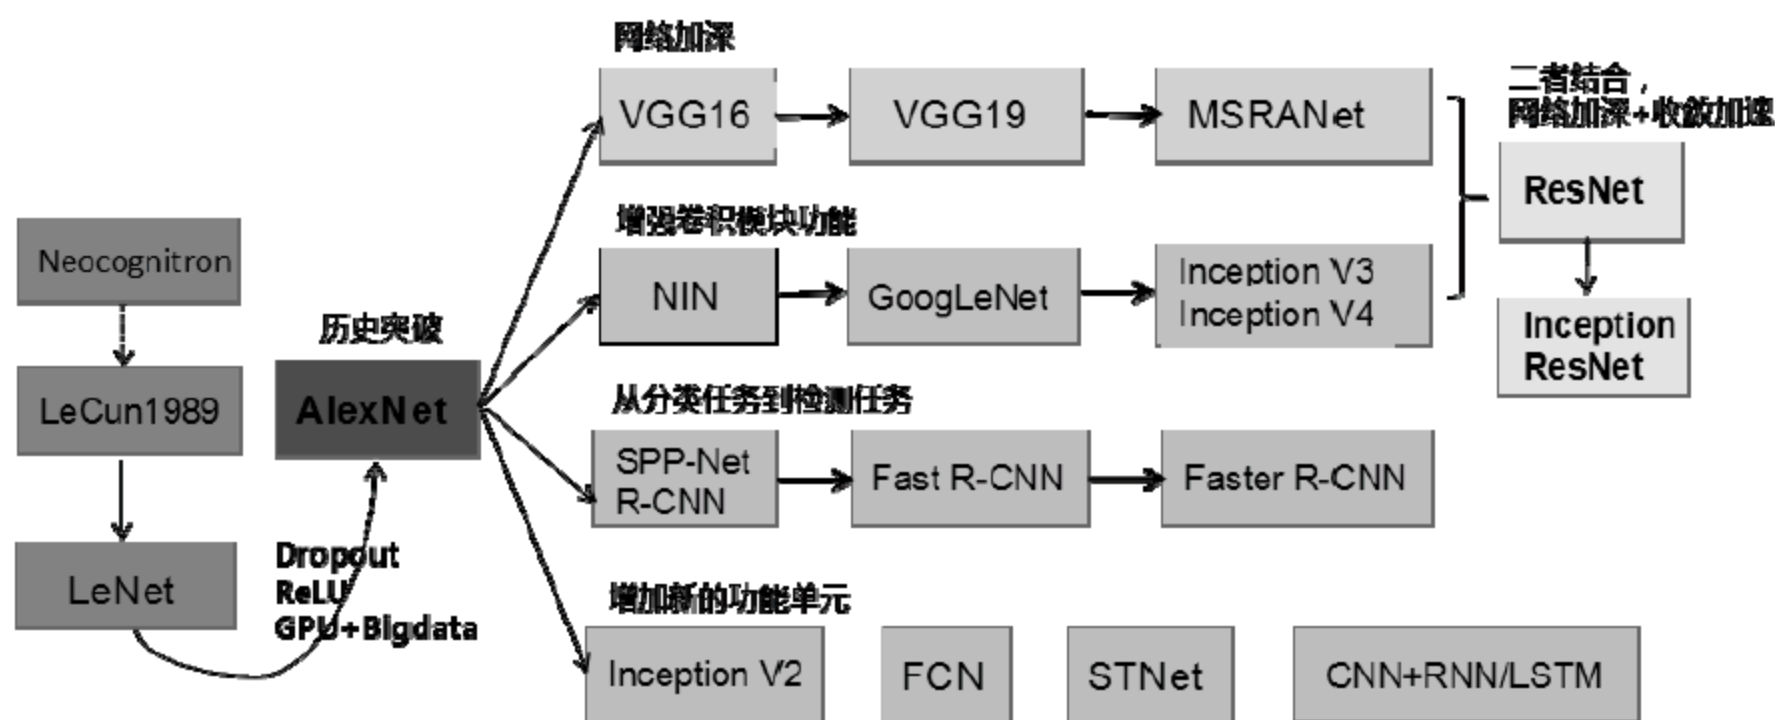 Neocognitron
LeCun1989
LeNet
Dropout
ReLU
GPU+Bigdata
历史突破
AlexNet
网络加深
VGG16
VGG19
MSRANet
增强卷积模块功能
NIN
GoogLeNet
Inception V3
Inception V4
二者结合，
网络加深+收敛加速
ResNet
Inception
ResNet
从分类任务到检测任务
SPP-Net
R-CNN
Fast R-CNN
Faster R-CNN
增加新的功能单元
Inception V2
FCN
STNet
CNN+RNN/LSTM